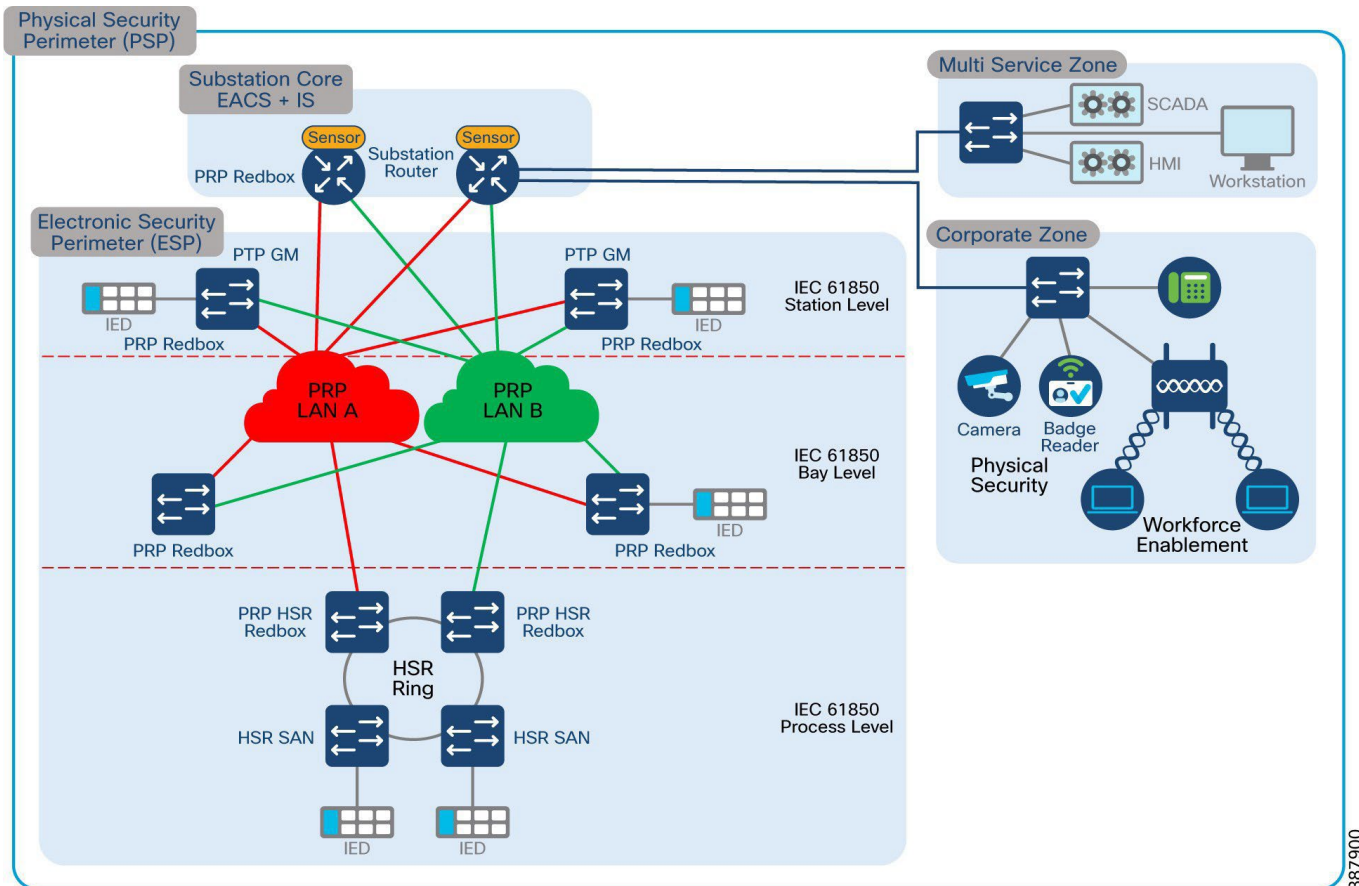 Physical Security
Perimeter (PSP)
Substation Core
EACS + IS
Multi Service Zone
Sensor
Sensor
SCADA
PRP Redbox
Substation
Router
HMI
Workstation
Electronic Security
Perimeter (ESP)
Corporate Zone
PTP GM
PTP GM
IEC 61850
Station Level
IED
IED
PRP Redbox
PRP Redbox
PRP
LAN A
PRP
LAN B
Camera
Badge
Reader
IEC 61850
Bay Level
Physical
Security
IED
PRP Redbox
PRP Redbox
Workforce
Enablement
PRP HSR
Redbox
PRP HSR
Redbox
HSR
Ring
IEC 61850
Process Level
HSR SAN
HSR SAN
IED
IED
387900